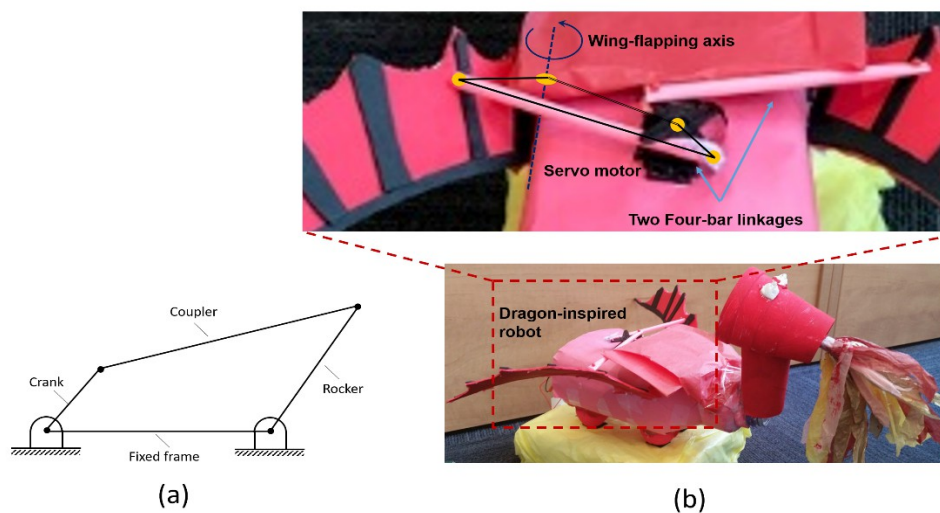 Wing-flapping axis
Servo motor
Two Four-bar linkages
Coupler
Crank
Rocker
Fixed frame
Dragon-inspired
robot
(a)
(b)